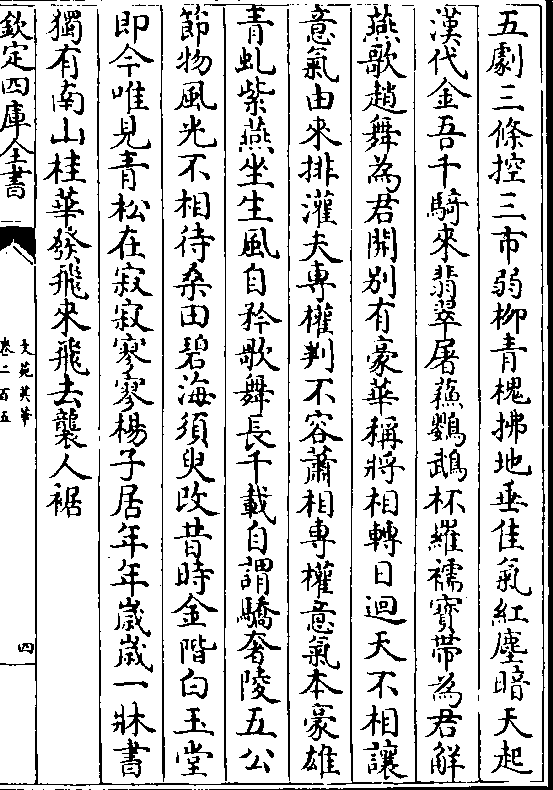 五劇三條控三市弱柳青槐拂地垂佳氣紅塵暗天起
漢代金吾千騎來翡翠屠蘇鸚鵡杯羅襦寳帶為君解
燕歌趙舞為君開别有豪華稱將相轉日迴天不相讓
意氣由來排灌夫専權判不容蕭相専權意氣本豪雄
青虬紫燕坐生風自矜歌舞長千載自謂驕奢陵五公
節物風光不相待桑田碧海須臾改昔時金階白玉堂
即今唯見青松在寂寂寥寥楊子居年年嵗嵗一牀書
獨有南山桂華發飛來飛去襲人裾
欽定四庫全書
文苑英華
卷二百五
四